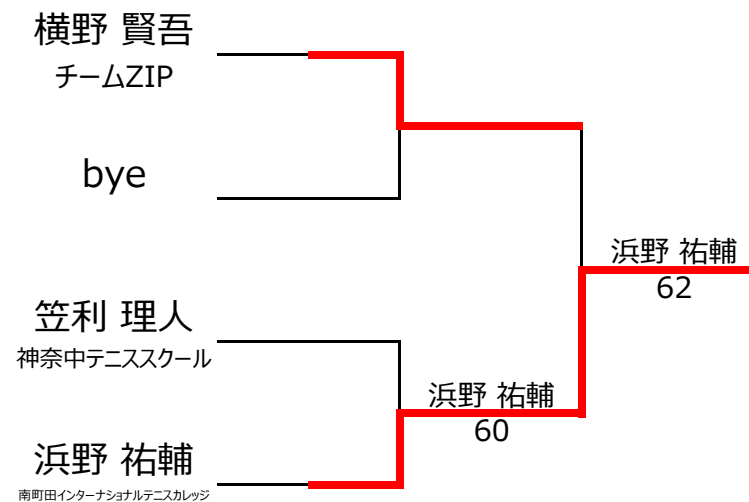 横野 賢吾
チームZIP
bye
浜野 祐輔
62
笠利 理人
神奈中テニススクール
浜野 祐輔
60
浜野 祐輔
南町田インターナショナルテニスカレッジ